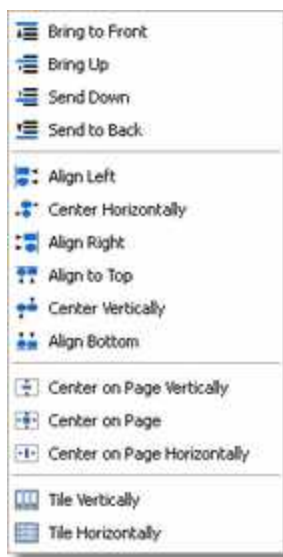 Bring to Front
Bring Up
Send Down
Send to Back
Align Left
Center Horizontally
Align Right
Align to Top
Center Vertically
Align Bottom
Center on Page Vertically
Center on Page
Center on Page Horizontally
Tile Vertically
Tile Horizontally